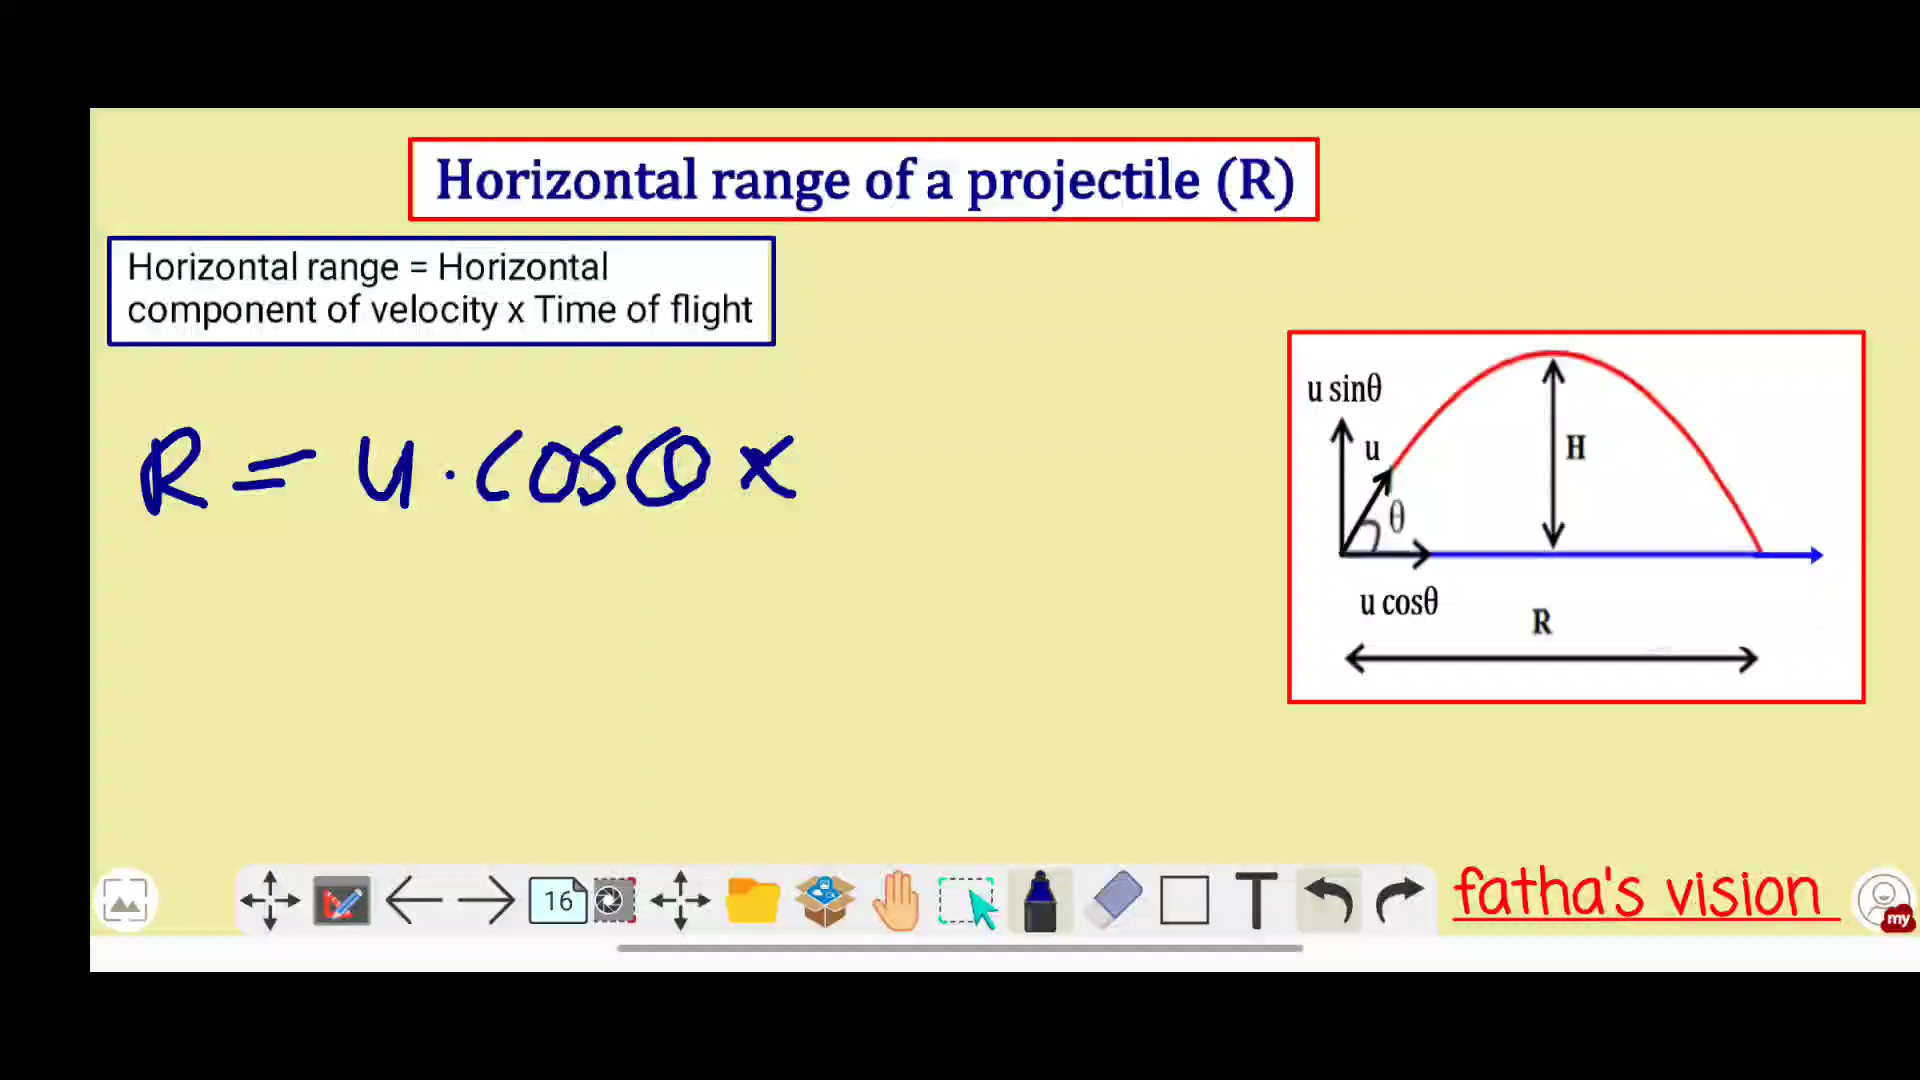 Horizontal range of a projectile (R)
Horizontal range = Horizontal
component of velocity x Time of flight
R = u · cosθ ×
u sinθ
u
H
θ
u cosθ
R
16
fatha's vision
my